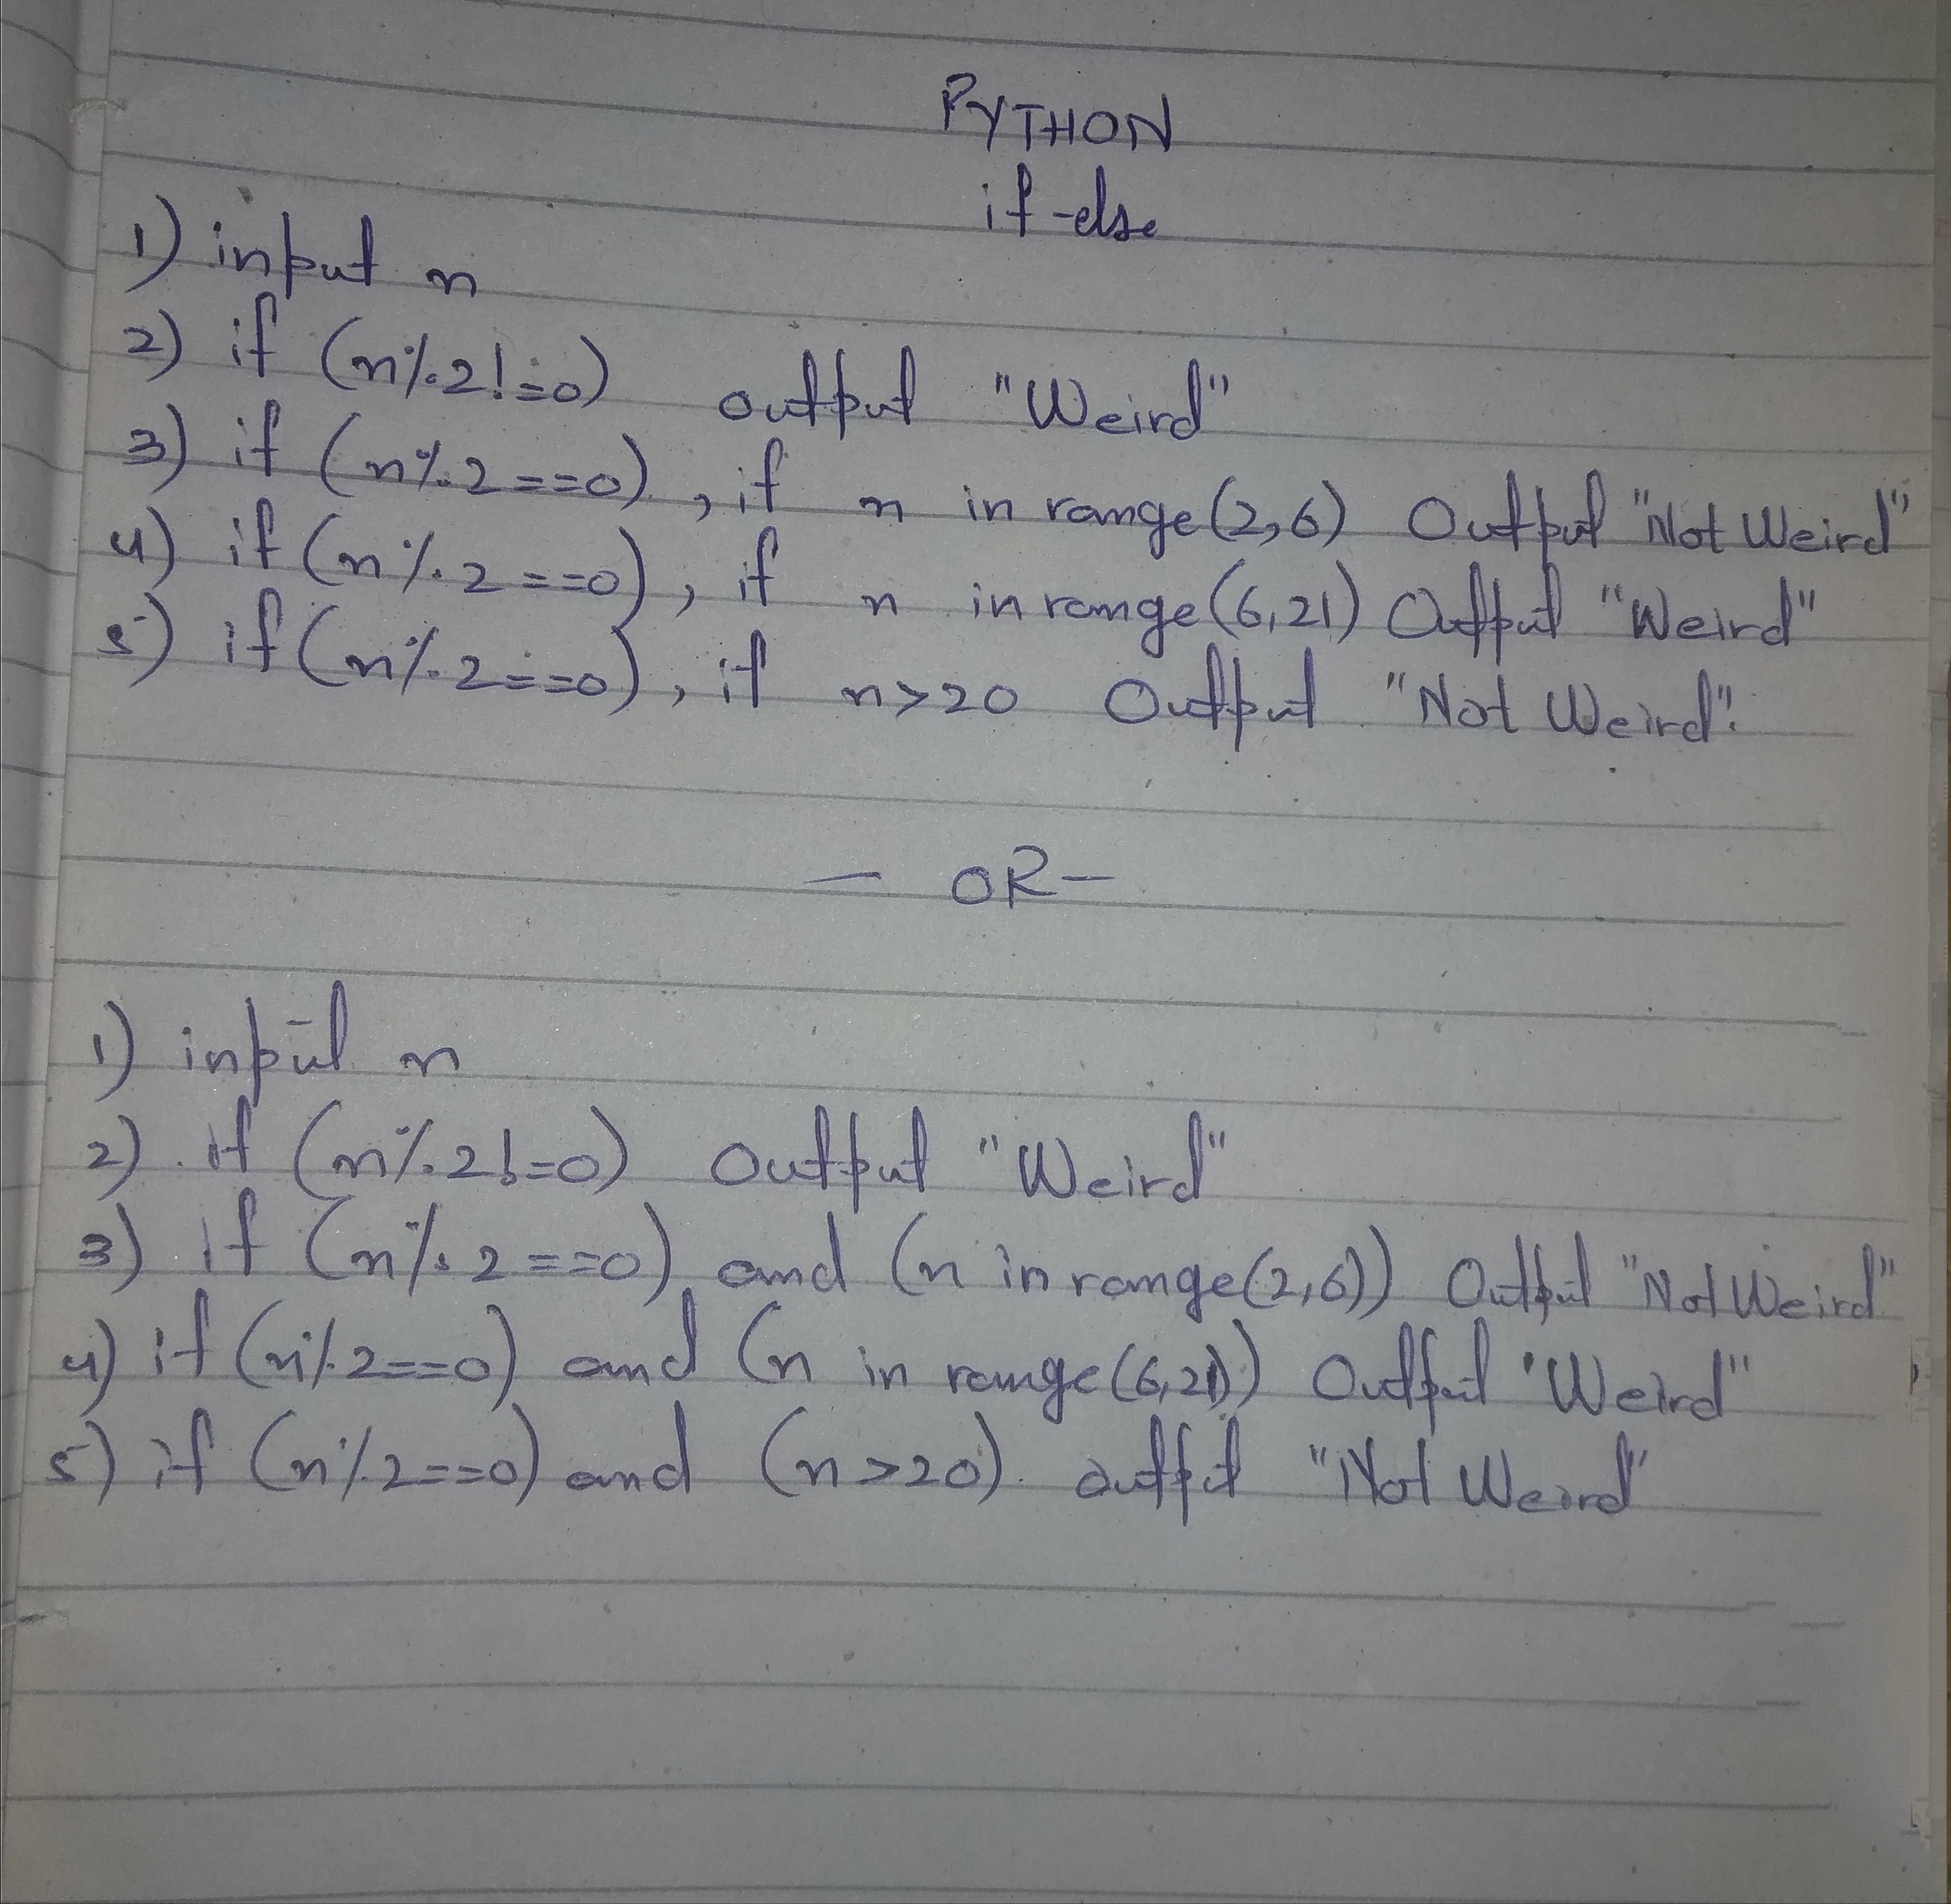 PYTHON
if-else
1) input n
2) if (n%2!=0) output "Weird"
3) if (n%2==0), if n in range(2,6) Output "Not Weird"
4) if (n%2==0), if n in range(6,21) Output "Weird"
5) if (n%2==0), if n>20 Output "Not Weird".
- OR -
1) input n
2) if (n%2!=0) Output "Weird"
3) if (n%2==0) and (n in range(2,6)) Output "Not Weird"
4) if (n%2==0) and (n in range(6,21)) Output "Weird"
5) if (n%2==0) and (n>20). output "Not Weird"